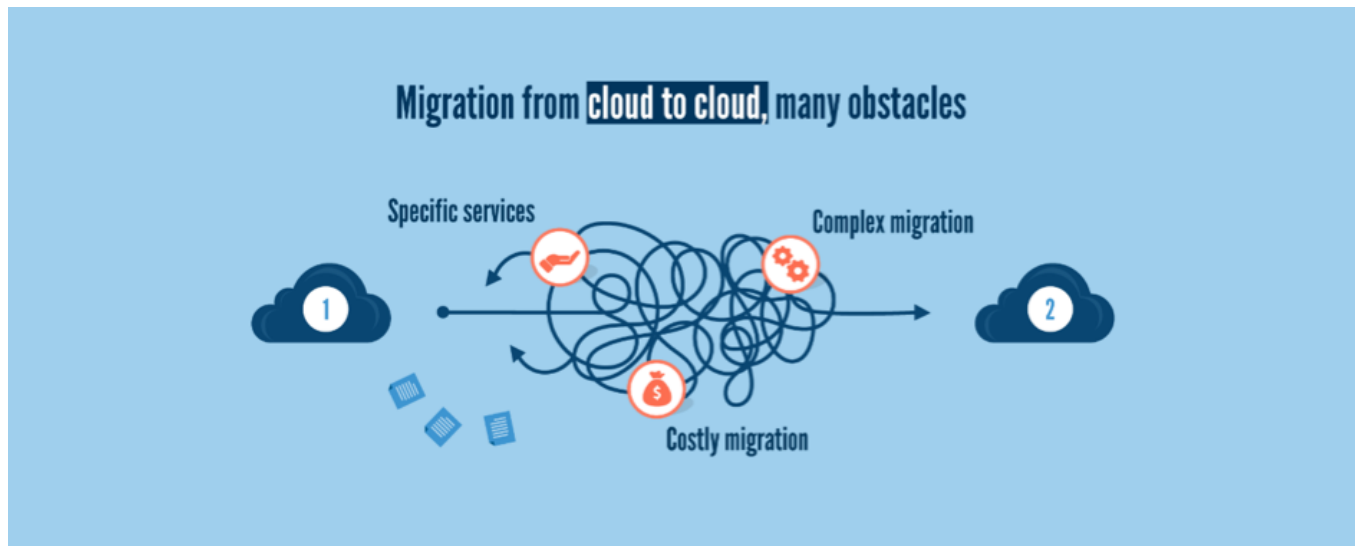 Migration from cloud to cloud, many obstacles
Specific services
Complex migration
1
2
$
Costly migration